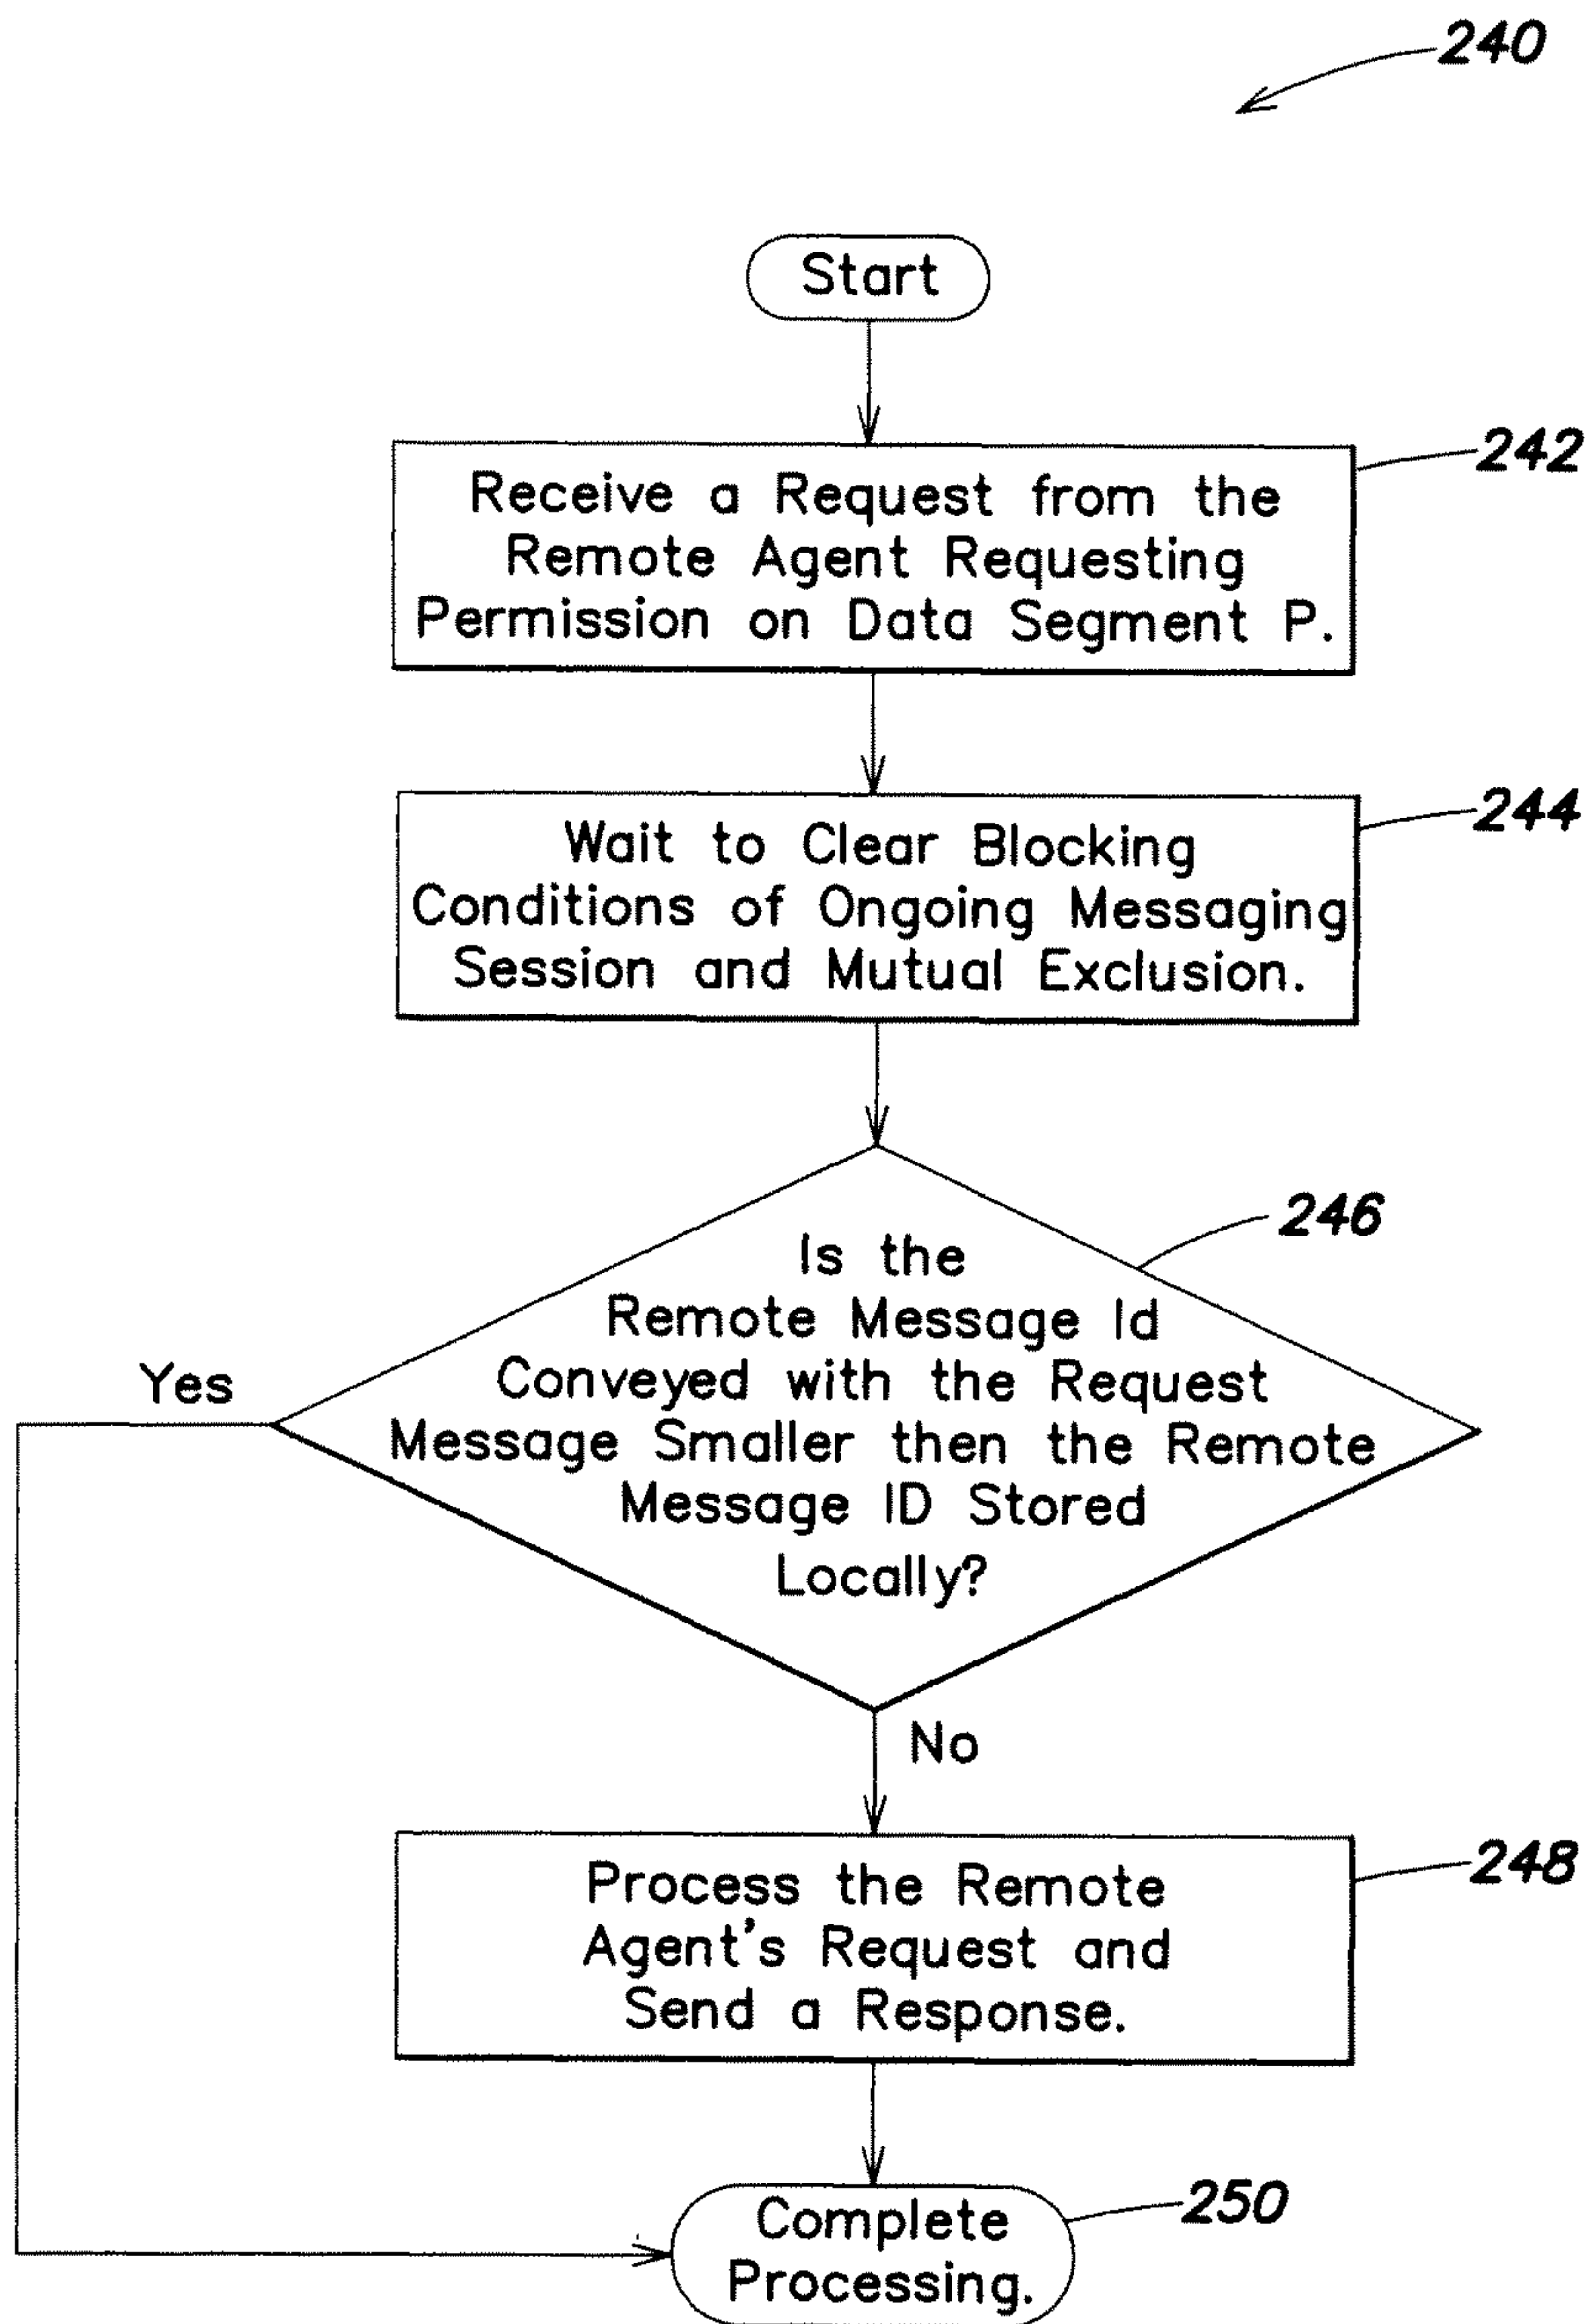 240
Start
242
Receive a Request from the
Remote Agent Requesting
Permission on Data Segment P.
244
Wait to Clear Blocking
Conditions of Ongoing Messaging
Session and Mutual Exclusion.
246
Is the
Remote Message Id
Conveyed with the Request
Message Smaller then the Remote
Message ID Stored
Locally?
Yes
No
248
Process the Remote
Agent's Request and
Send a Response.
250
Complete
Processing.